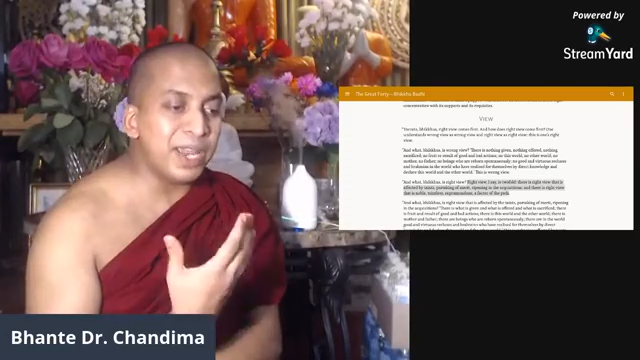 Powered by
StreamYard
The Great Forty — Bhikkhu Bodhi
concentration with its supports and its requisites.
VIEW
"Therein, bhikkhus, right view comes first. And how does right view come first? One
understands wrong view as wrong view and right view as right view: this is one's right
view.
"And what, bhikkhus, is wrong view? 'There is nothing given, nothing offered, nothing
sacrificed; no fruit or result of good and bad actions; no this world, no other world; no
mother, no father; no beings who are reborn spontaneously; no good and virtuous recluses
and brahmins in the world who have realised for themselves by direct knowledge and
declare this world and the other world.' This is wrong view.
"And what, bhikkhus, is right view? Right view, I say, is twofold: there is right view that is
affected by taints, partaking of merit, ripening in the acquisitions; and there is right view
that is noble, taintless, supramundane, a factor of the path.
"And what, bhikkhus, is right view that is affected by the taints, partaking of merit, ripening
in the acquisitions? 'There is what is given and what is offered and what is sacrificed; there
is fruit and result of good and bad actions; there is this world and the other world; there is
mother and father; there are beings who are reborn spontaneously; there are in the world
good and virtuous recluses and brahmins who have realised for themselves by direct
Bhante Dr. Chandima